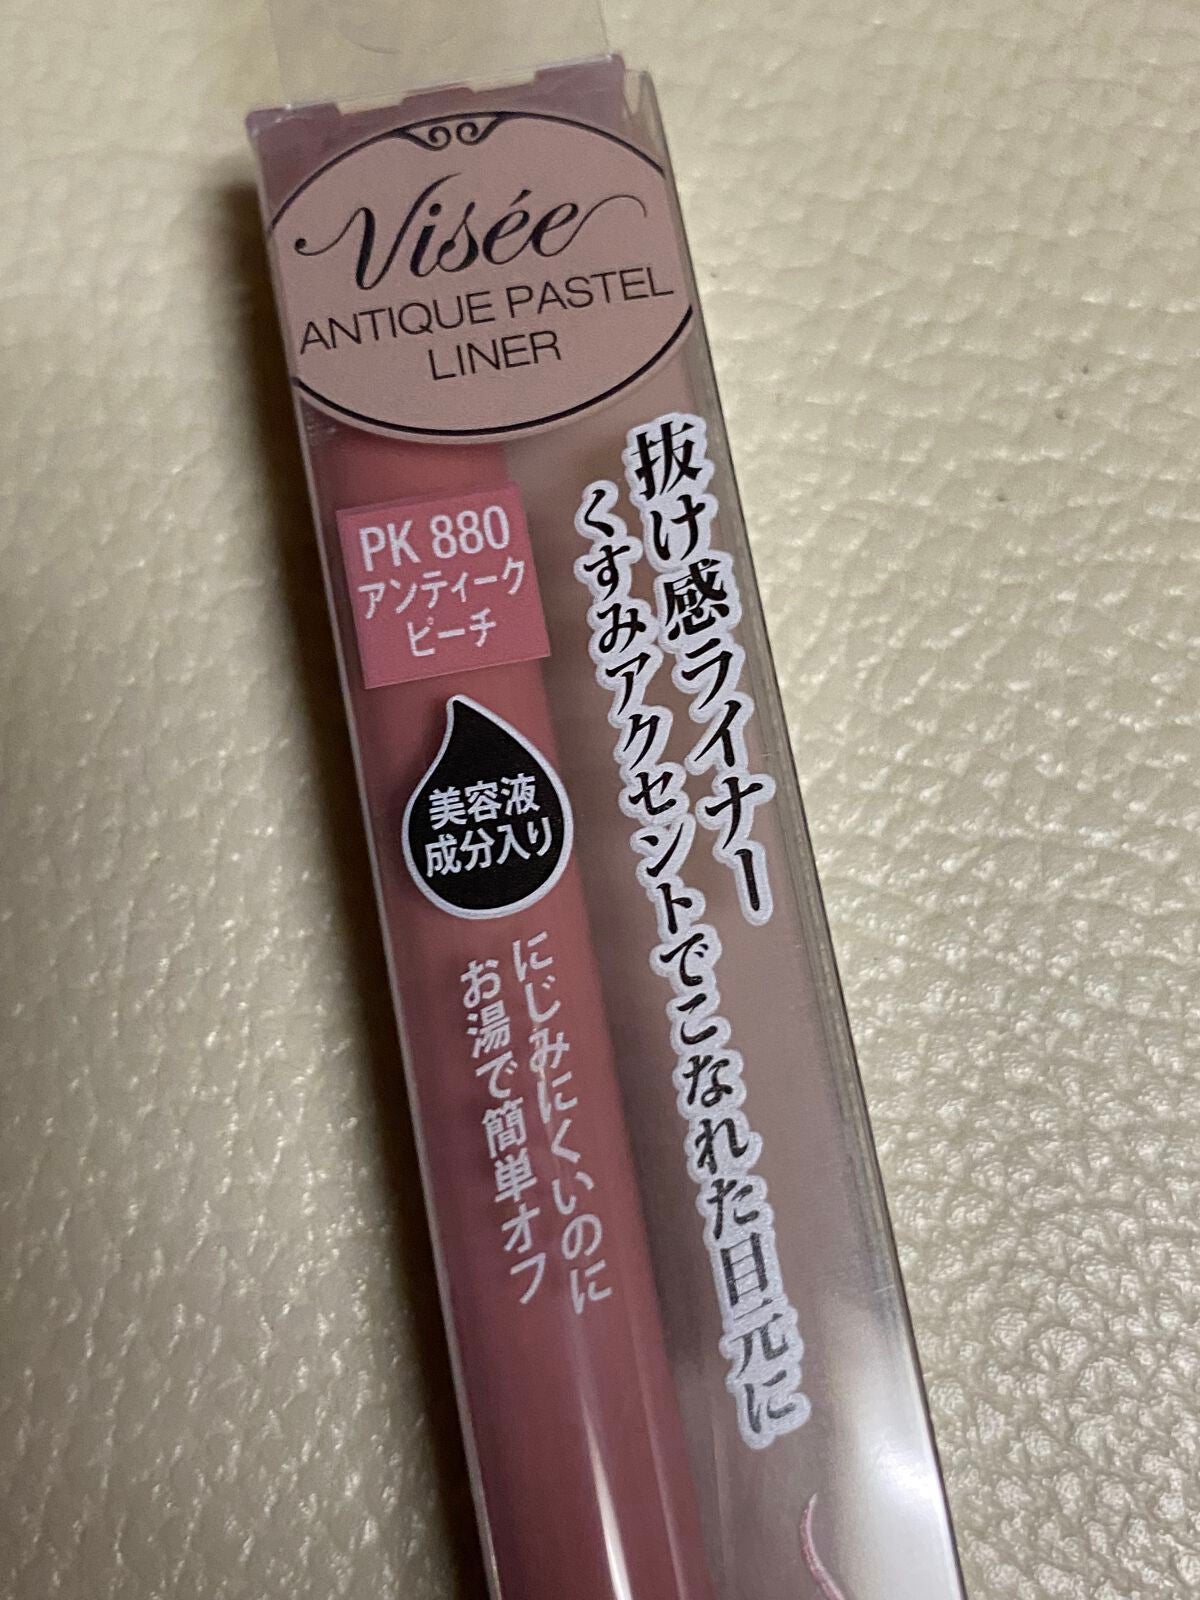 Visée
ANTIQUE PASTEL
LINER
抜け感ライナー
くすみアクセントでこなれた目元に
PK 880
アンティーク
ピーチ
美容液
成分入り
にじみにくいのに
お湯で簡単オフ